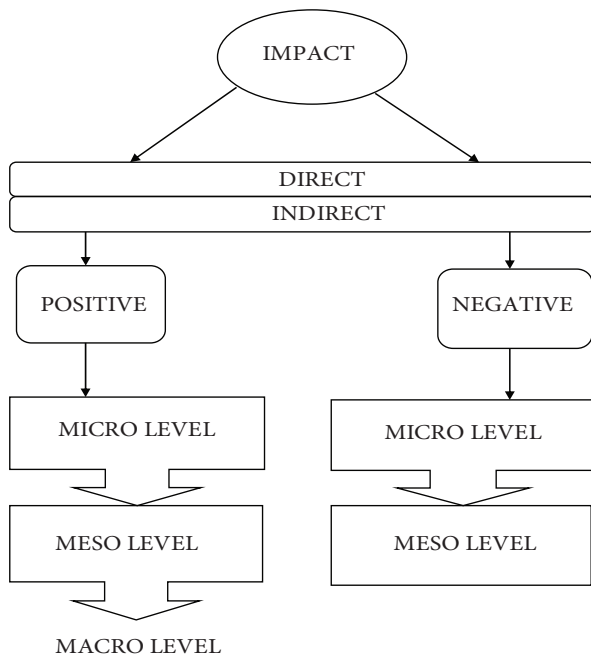 IMPACT
DIRECT
INDIRECT
POSITIVE
NEGATIVE
MICRO LEVEL
MICRO LEVEL
MESO LEVEL
MESO LEVEL
MACRO LEVEL